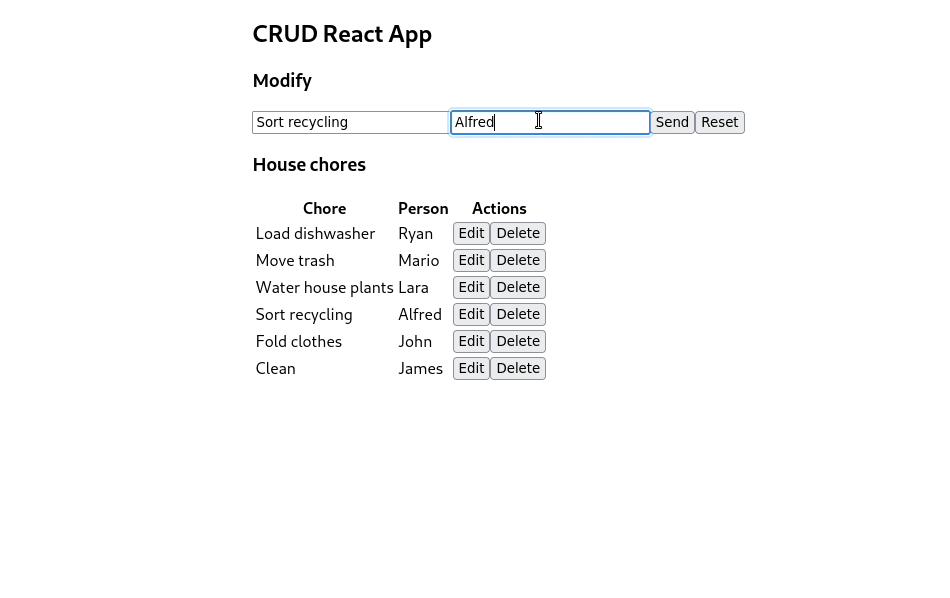 CRUD React App
Modify
Sort recycling Alfred Send Reset
House chores
Chore Person Actions
Load dishwasher Ryan Edit Delete
Move trash Mario Edit Delete
Water house plants Lara Edit Delete
Sort recycling Alfred Edit Delete
Fold clothes John Edit Delete
Clean James Edit Delete